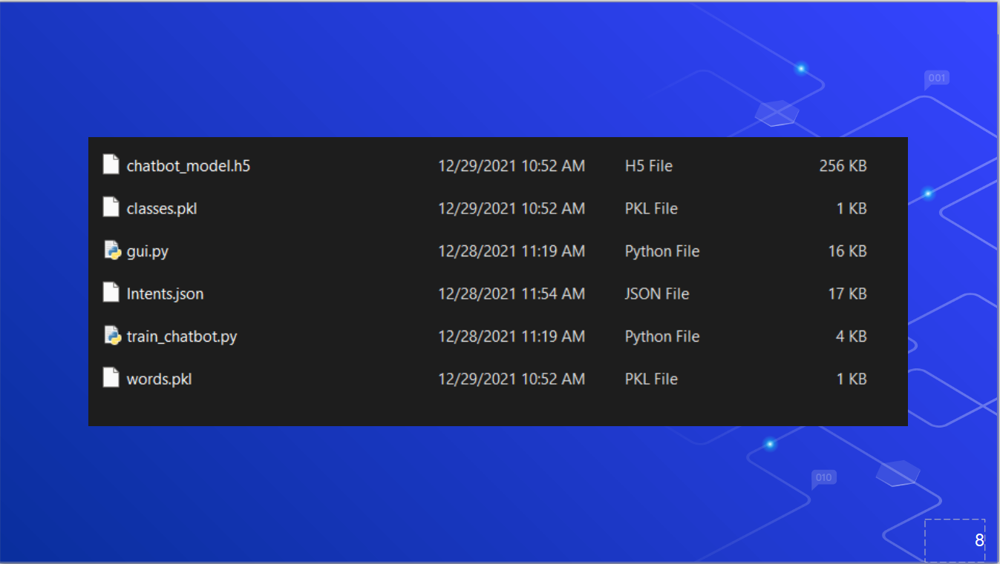 001
chatbot_model.h5 12/29/2021 10:52 AM H5 File 256 KB
classes.pkl 12/29/2021 10:52 AM PKL File 1 KB
gui.py 12/28/2021 11:19 AM Python File 16 KB
Intents.json 12/28/2021 11:54 AM JSON File 17 KB
train_chatbot.py 12/28/2021 11:19 AM Python File 4 KB
words.pkl 12/29/2021 10:52 AM PKL File 1 KB
010
8